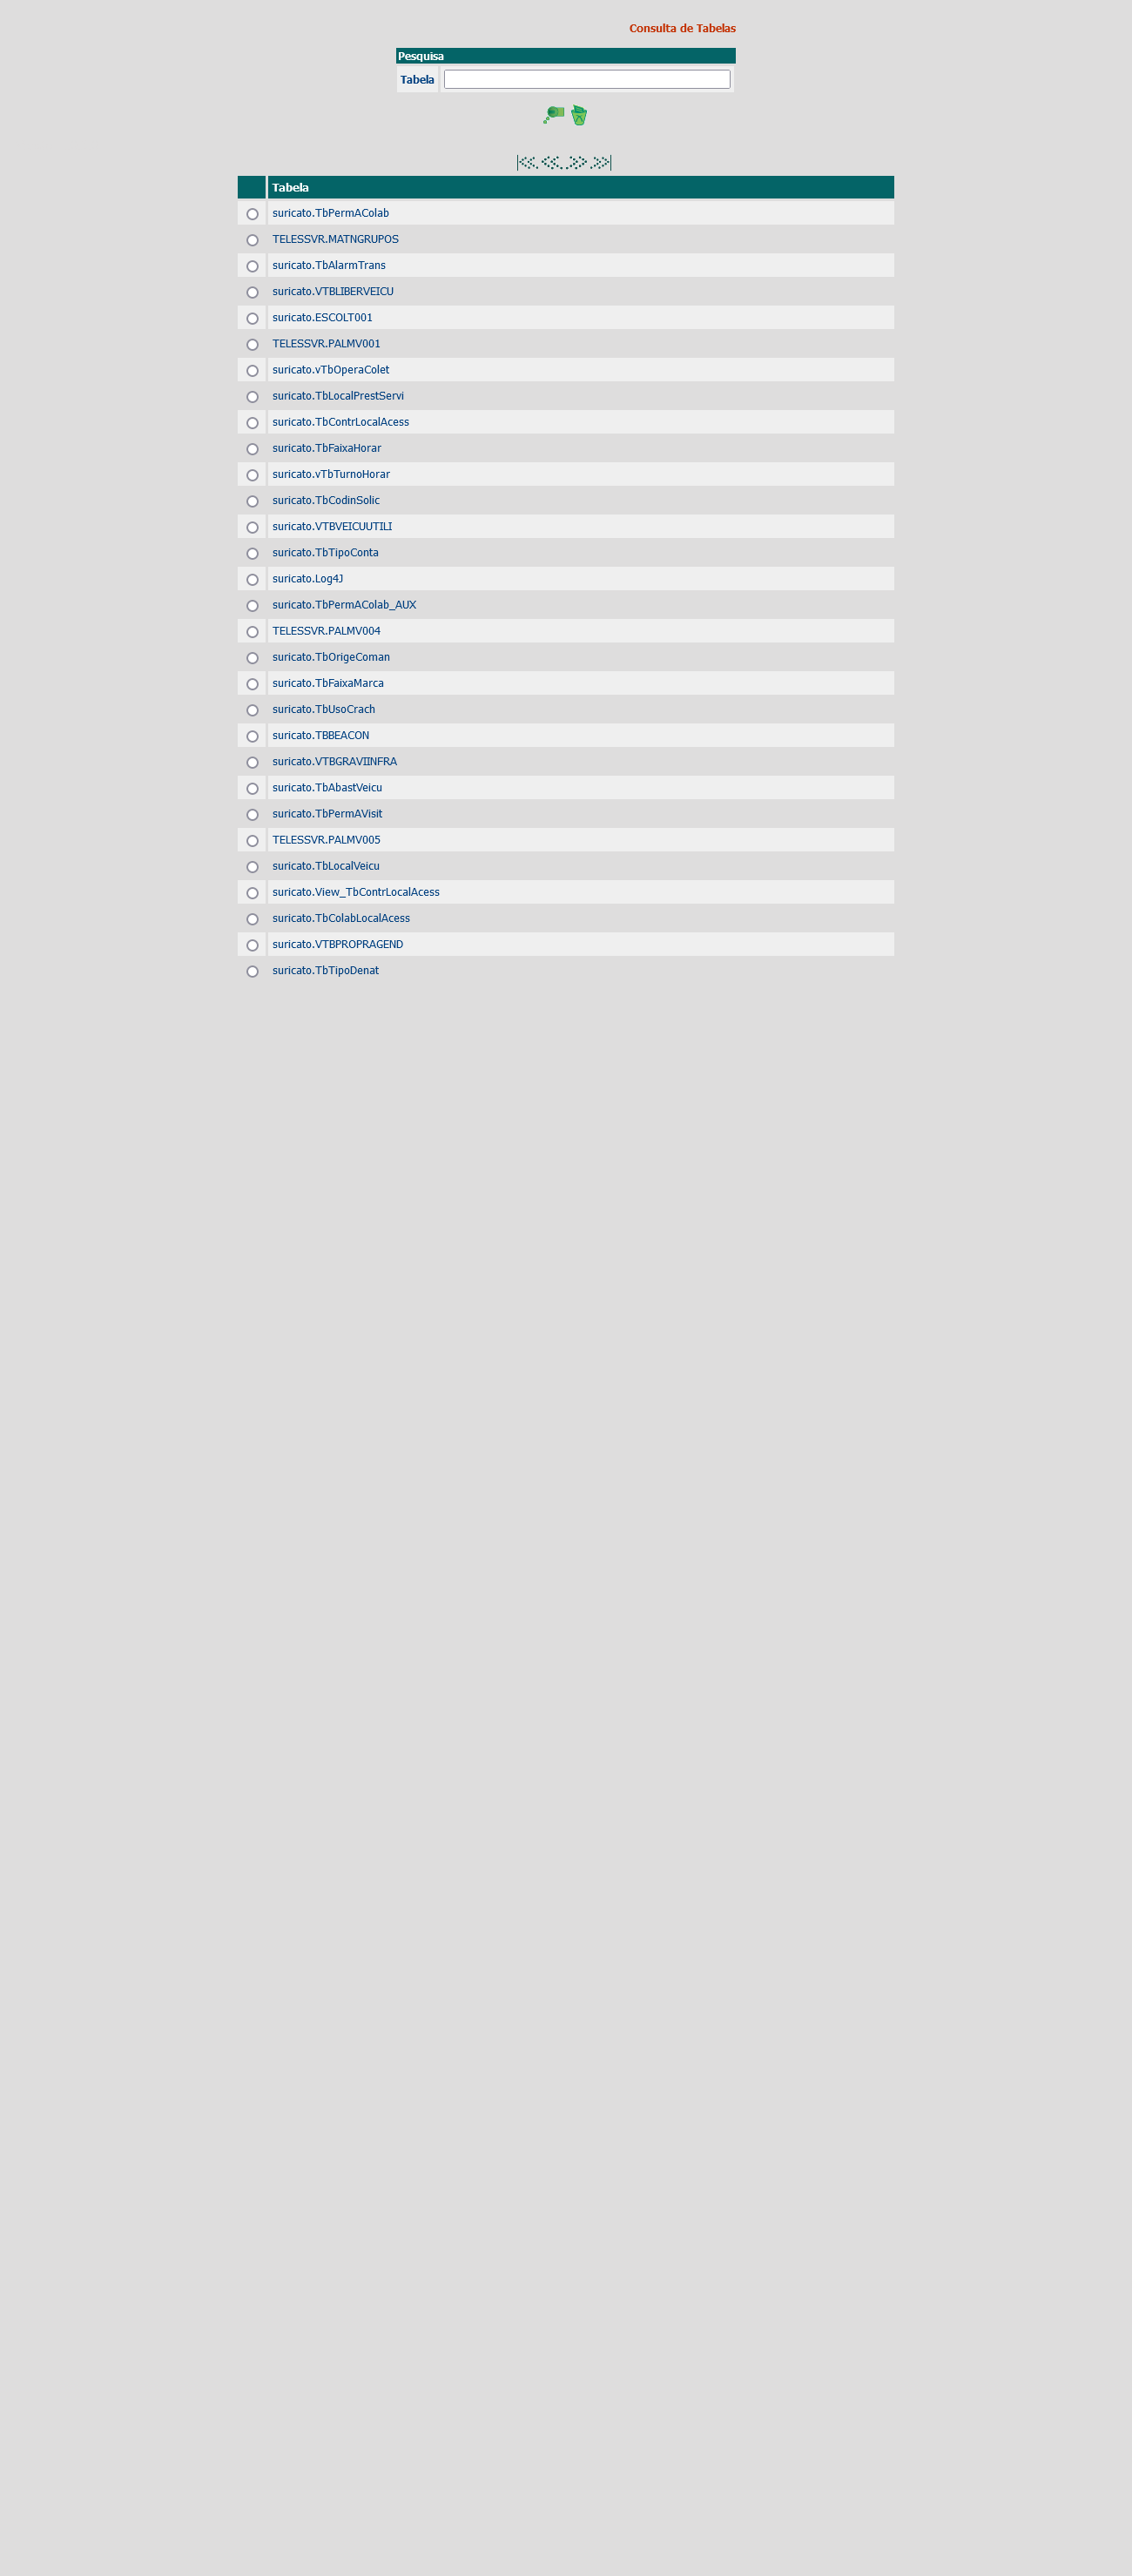 Consulta de Tabelas
Pesquisa
Tabela
Tabela
suricato.TbPermAColab
TELESSVR.MATNGRUPOS
suricato.TbAlarmTrans
suricato.VTBLIBERVEICU
suricato.ESCOLT001
TELESSVR.PALMV001
suricato.vTbOperaColet
suricato.TbLocalPrestServi
suricato.TbContrLocalAcess
suricato.TbFaixaHorar
suricato.vTbTurnoHorar
suricato.TbCodinSolic
suricato.VTBVEICUUTILI
suricato.TbTipoConta
suricato.Log4J
suricato.TbPermAColab_AUX
TELESSVR.PALMV004
suricato.TbOrigeComan
suricato.TbFaixaMarca
suricato.TbUsoCrach
suricato.TBBEACON
suricato.VTBGRAVIINFRA
suricato.TbAbastVeicu
suricato.TbPermAVisit
TELESSVR.PALMV005
suricato.TbLocalVeicu
suricato.View_TbContrLocalAcess
suricato.TbColabLocalAcess
suricato.VTBPROPRAGEND
suricato.TbTipoDenat